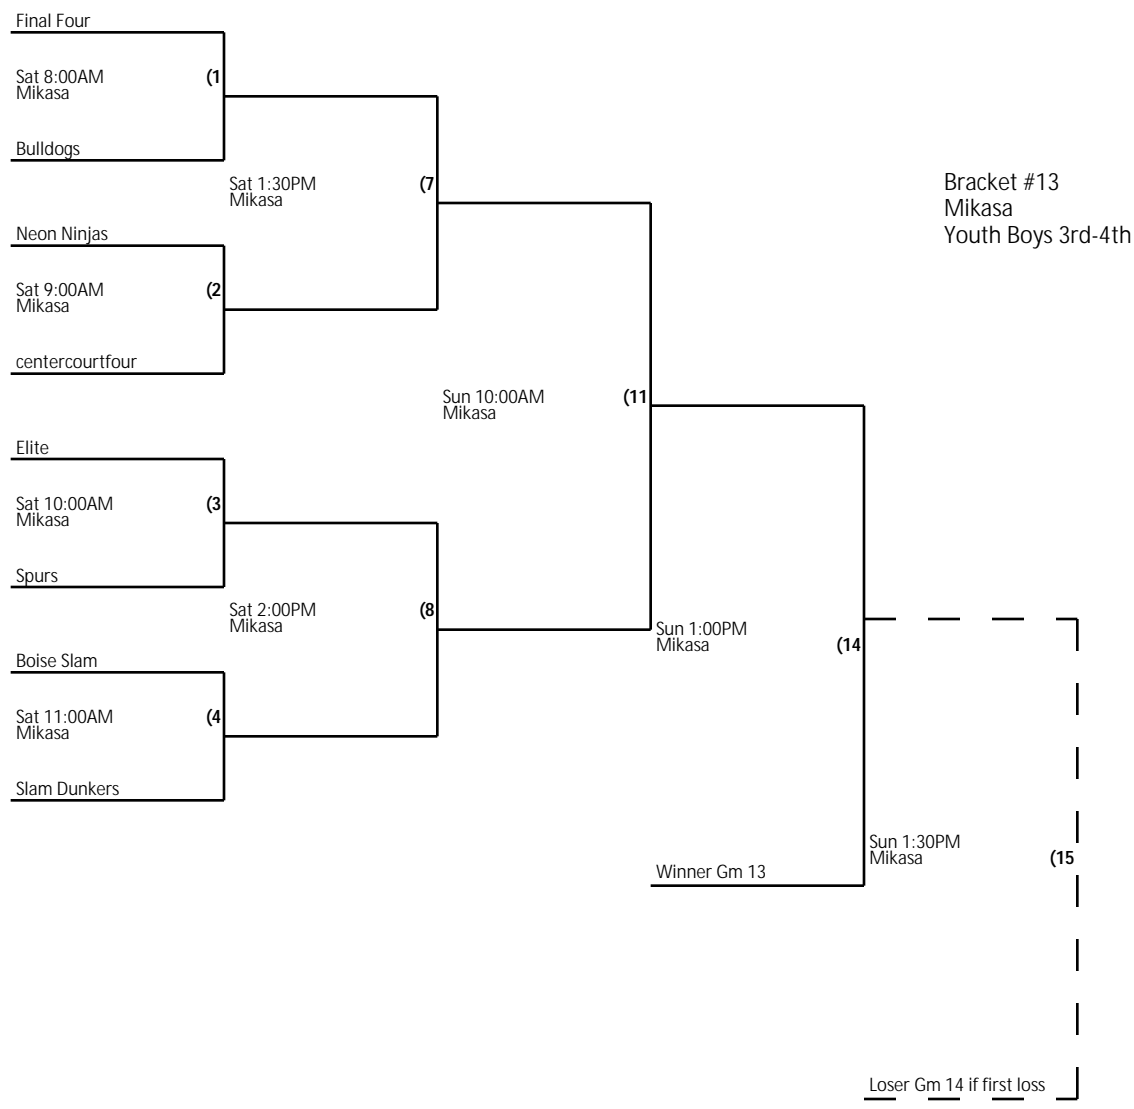 Final Four
Sat 8:00AM (1
Mikasa
Bulldogs
Sat 1:30PM (7
Mikasa
Bracket #13
Mikasa
Youth Boys 3rd-4th
Neon Ninjas
Sat 9:00AM (2
Mikasa
centercourtfour
Sun 10:00AM (11
Mikasa
Elite
Sat 10:00AM (3
Mikasa
Spurs
Sat 2:00PM (8
Mikasa
Sun 1:00PM (14
Mikasa
Boise Slam
Sat 11:00AM (4
Mikasa
Slam Dunkers
Sun 1:30PM (15
Mikasa
Winner Gm 13
Loser Gm 14 if first loss